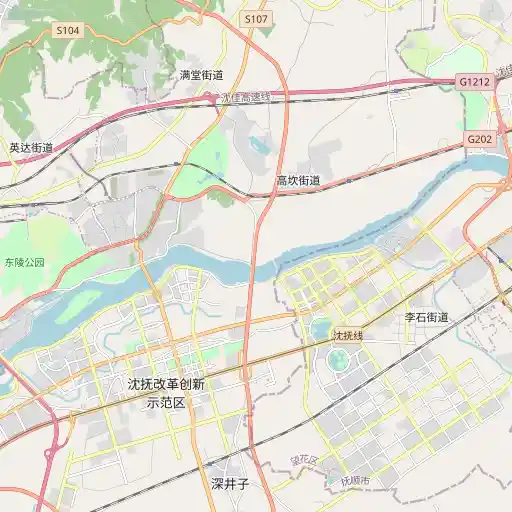 S107
S104
满堂街道
G1212
沈佳高速线
G202
英达街道
高坎街道
东陵公园
李石街道
沈抚线
沈抚改革创新
示范区
望花区
抚顺市
深井子